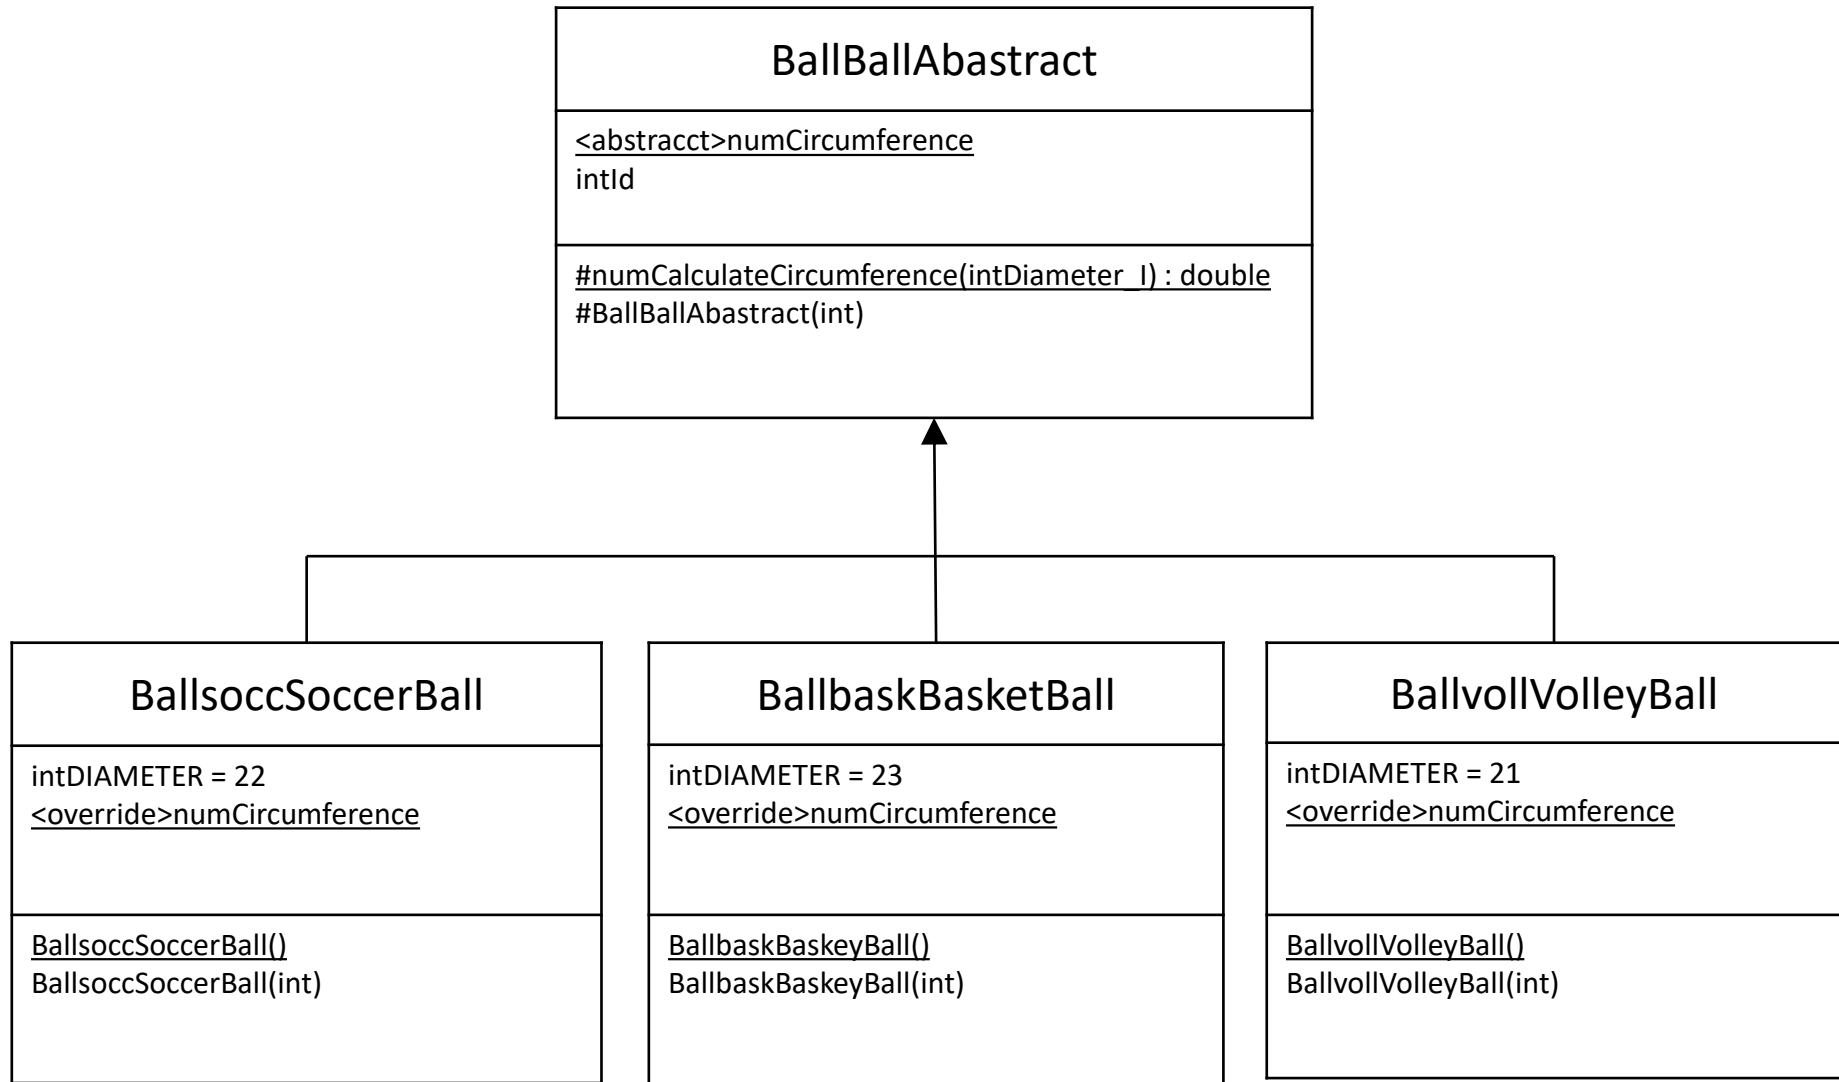 BallBallAbastract
<abstracct>numCircumference
intId
#numCalculateCircumference(intDiameter_I) : double
#BallBallAbastract(int)
BallsoccSoccerBall
intDIAMETER = 22
<override>numCircumference
BallsoccSoccerBall()
BallsoccSoccerBall(int)
BallbaskBasketBall
intDIAMETER = 23
<override>numCircumference
BallbaskBaskeyBall()
BallbaskBaskeyBall(int)
BallvollVolleyBall
intDIAMETER = 21
<override>numCircumference
BallvollVolleyBall()
BallvollVolleyBall(int)